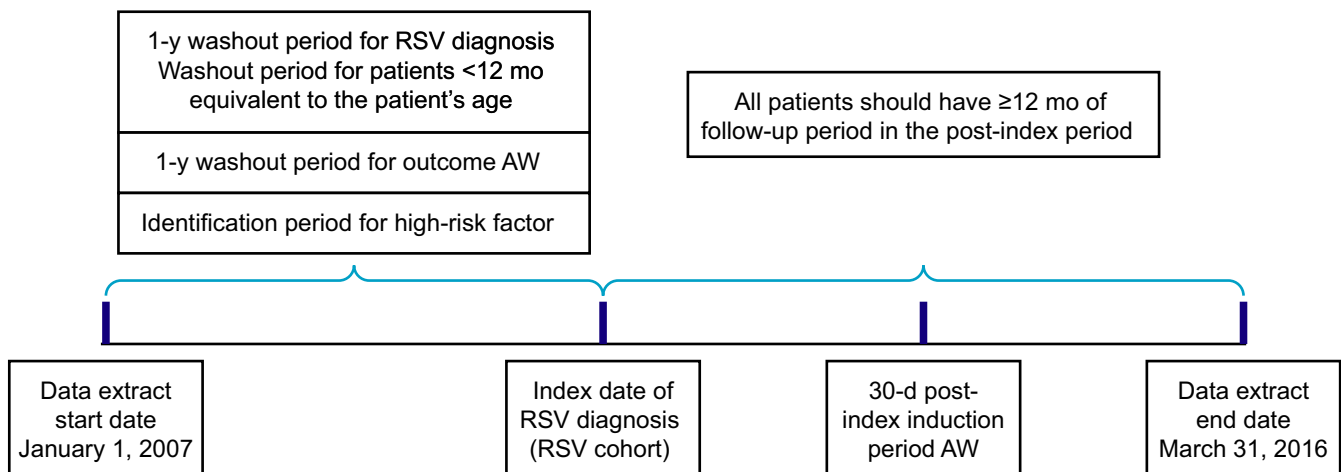 1-y washout period for RSV diagnosis
Washout period for patients <12 mo
equivalent to the patient's age
1-y washout period for outcome AW
Identification period for high-risk factor
All patients should have ≥12 mo of
follow-up period in the post-index period
Data extract
start date
January 1, 2007
Index date of
RSV diagnosis
(RSV cohort)
30-d post-
index induction
period AW
Data extract
end date
March 31, 2016